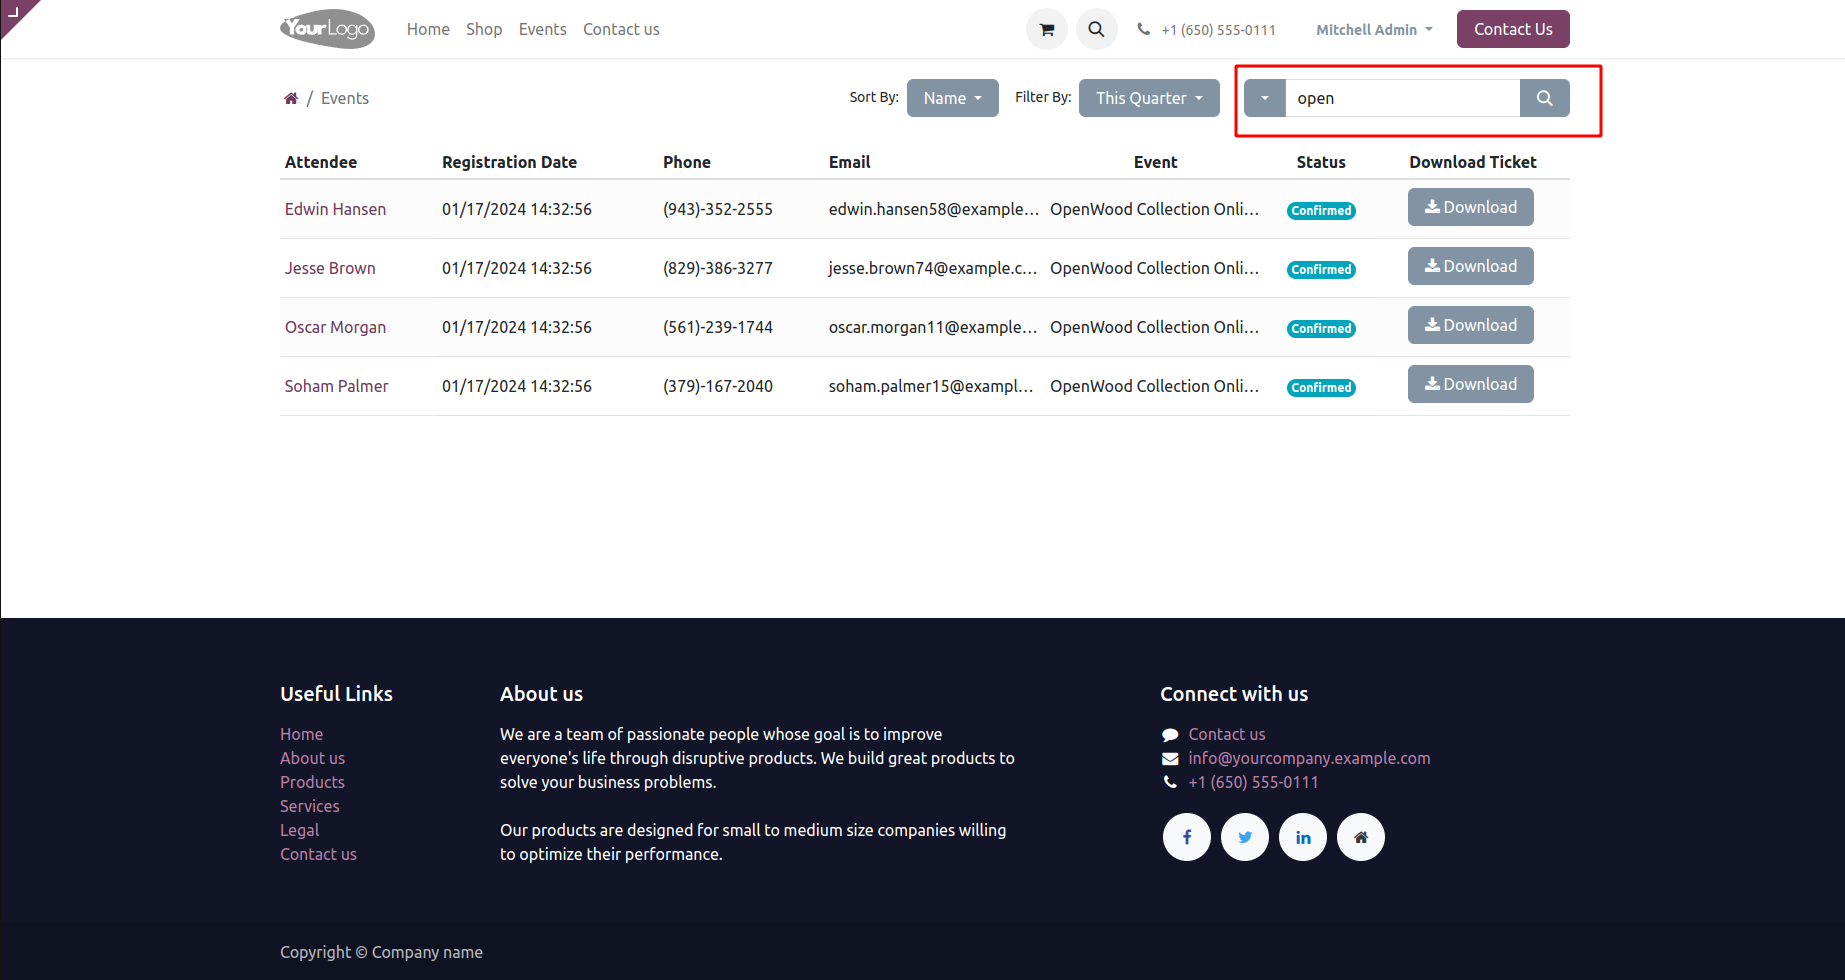 YourLogo Home Shop Events Contact us +1 (650) 555-0111 Mitchell Admin Contact Us
/ Events Sort By: Name Filter By: This Quarter open
Attendee Registration Date Phone Email Event Status Download Ticket
Edwin Hansen 01/17/2024 14:32:56 (943)-352-2555 edwin.hansen58@example... OpenWood Collection Onli... Confirmed Download
Jesse Brown 01/17/2024 14:32:56 (829)-386-3277 jesse.brown74@example.c... OpenWood Collection Onli... Confirmed Download
Oscar Morgan 01/17/2024 14:32:56 (561)-239-1744 oscar.morgan11@example... OpenWood Collection Onli... Confirmed Download
Soham Palmer 01/17/2024 14:32:56 (379)-167-2040 soham.palmer15@exampl... OpenWood Collection Onli... Confirmed Download
Useful Links
Home
About us
Products
Services
Legal
Contact us
About us
We are a team of passionate people whose goal is to improve
everyone's life through disruptive products. We build great products to
solve your business problems.
Our products are designed for small to medium size companies willing
to optimize their performance.
Connect with us
Contact us
info@yourcompany.example.com
+1 (650) 555-0111
Copyright © Company name